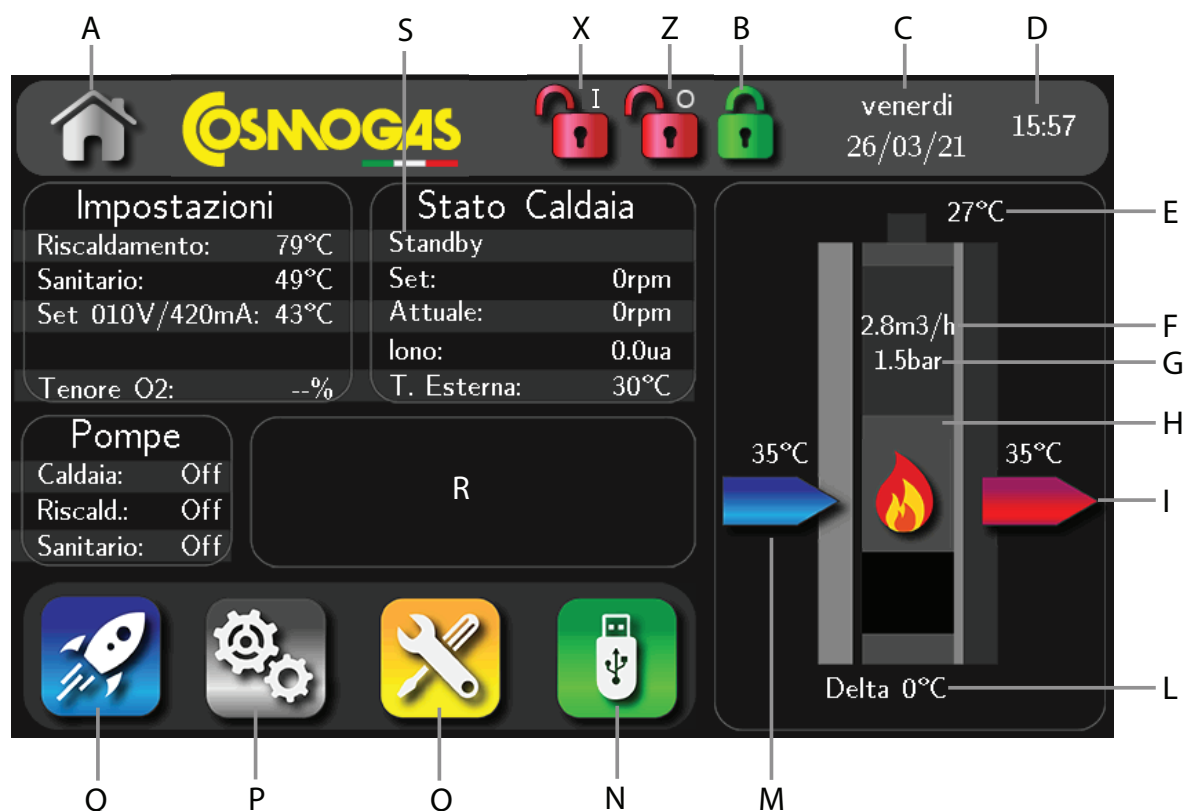 A S X Z B C D
COSMOGAS I O venerdi 15:57
26/03/21
Impostazioni
Riscaldamento: 79°C
Sanitario: 49°C
Set 010V/420mA: 43°C
Tenore O2: --%
Stato Caldaia
Standby
Set: 0rpm
Attuale: 0rpm
Iono: 0.0ua
T. Esterna: 30°C
Pompe
Caldaia: Off
Riscald.: Off
Sanitario: Off
R
27°C E
2.8m3/h F
1.5bar G
H
35°C 35°C
I
Delta 0°C L
O P O N M